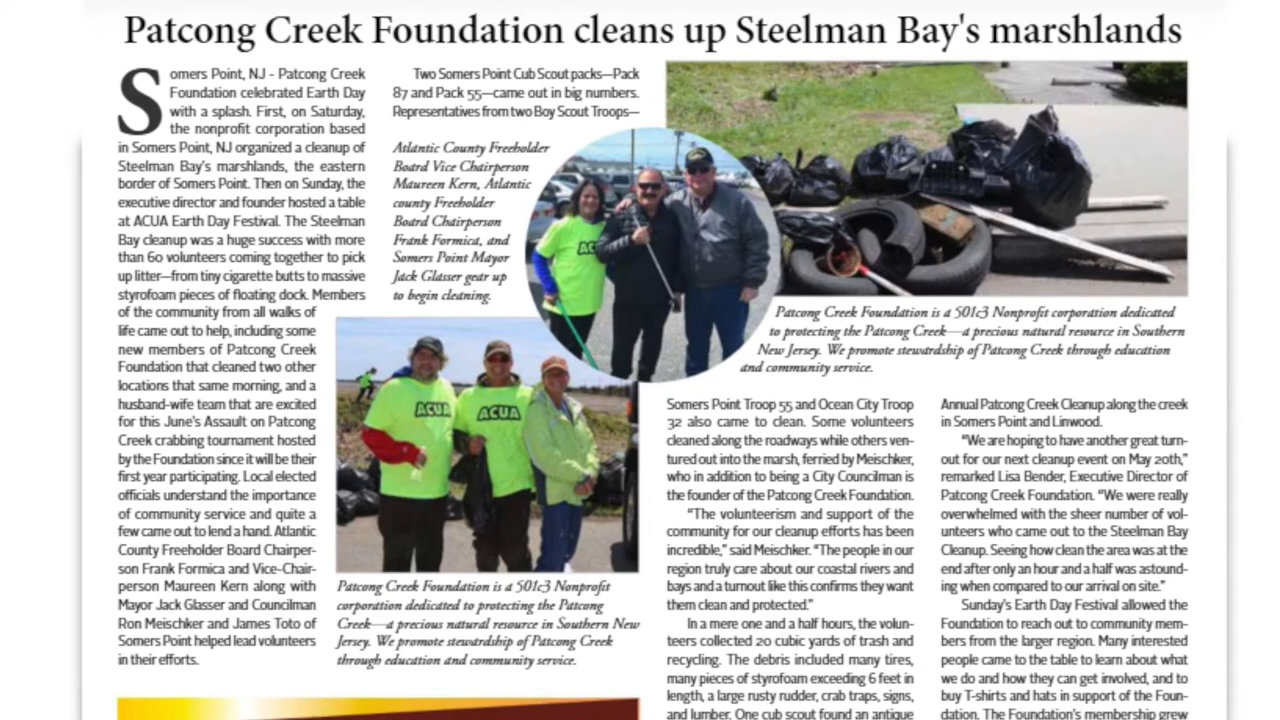 Patcong Creek Foundation cleans up Steelman Bay's marshlands
Somers Point, NJ - Patcong Creek
Foundation celebrated Earth Day
with a splash. First, on Saturday,
the nonprofit corporation based
in Somers Point, NJ organized a cleanup of
Steelman Bay's marshlands, the eastern
border of Somers Point. Then on Sunday, the
executive director and founder hosted a table
at ACUA Earth Day Festival. The Steelman
Bay cleanup was a huge success with more
than 60 volunteers coming together to pick
up litter—from tiny cigarette butts to massive
styrofoam pieces of floating dock. Members
of the community from all walks of
life came out to help, including some
new members of Patcong Creek
Foundation that cleaned two other
locations that same morning, and a
husband-wife team that are excited
for this June's Assault on Patcong
Creek crabbing tournament hosted
by the Foundation since it will be their
first year participating. Local elected
officials understand the importance
of community service and quite a
few came out to lend a hand. Atlantic
County Freeholder Board Chairper-
son Frank Formica and Vice-Chair-
person Maureen Kern along with
Mayor Jack Glasser and Councilman
Ron Meischker and James Toto of
Somers Point helped lead volunteers
in their efforts.
Two Somers Point Cub Scout packs—Pack
87 and Pack 55—came out in big numbers.
Representatives from two Boy Scout Troops—
Atlantic County Freeholder
Board Vice Chairperson
Maureen Kern, Atlantic
county Freeholder
Board Chairperson
Frank Formica, and
Somers Point Mayor
Jack Glasser gear up
to begin cleaning.
AC
ACUA
ACUA
Patcong Creek Foundation is a 501c3 Nonprofit
corporation dedicated to protecting the Patcong
Creek—a precious natural resource in Southern New
Jersey. We promote stewardship of Patcong Creek
through education and community service.
Patcong Creek Foundation is a 501c3 Nonprofit corporation dedicated
to protecting the Patcong Creek—a precious natural resource in Southern
New Jersey. We promote stewardship of Patcong Creek through education
and community service.
Somers Point Troop 55 and Ocean City Troop
32 also came to clean. Some volunteers
cleaned along the roadways while others ven-
tured out into the marsh, ferried by Meischker,
who in addition to being a City Councilman is
the founder of the Patcong Creek Foundation.
"The volunteerism and support of the
community for our cleanup efforts has been
incredible," said Meischker. "The people in our
region truly care about our coastal rivers and
bays and a turnout like this confirms they want
them clean and protected."
In a mere one and a half hours, the volun-
teers collected 20 cubic yards of trash and
recycling. The debris included many tires,
many pieces of styrofoam exceeding 6 feet in
length, a large rusty rudder, crab traps, signs,
and lumber. One cub scout found an antique
Annual Patcong Creek Cleanup along the creek
in Somers Point and Linwood.
"We are hoping to have another great turn-
out for our next cleanup event on May 20th,"
remarked Lisa Bender, Executive Director of
Patcong Creek Foundation. "We were really
overwhelmed with the sheer number of vol-
unteers who came out to the Steelman Bay
Cleanup. Seeing how clean the area was at the
end after only an hour and a half was astound-
ing when compared to our arrival on site."
Sunday's Earth Day Festival allowed the
Foundation to reach out to community mem-
bers from the larger region. Many interested
people came to the table to learn about what
we do and how they can get involved, and to
buy T-shirts and hats in support of the Foun-
dation. The Foundation's membership grew